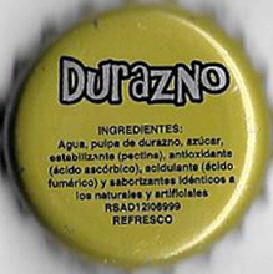 DURAZNO
INGREDIENTES:
Agua, pulpa de durazno, azúcar,
estabilizante (pectina), antioxidante
(ácido ascórbico), acidulante (ácido
fumárico) y saborizantes idénticos a
los naturales y artificiales
RSAD12I06999
REFRESCO